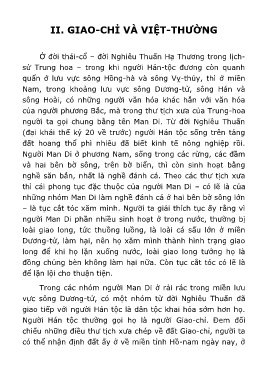 II. GIAO-CHỈ VÀ VIỆT-THƯỜNG
Ở đời thái-cổ – đời Nghiêu Thuấn Hạ Thương trong lịch-
sử Trung hoa – trong khi người Hán-tộc đương còn quanh
quẩn ở lưu vực sông Hồng-hà và sông Vy-thủy, thì ở miền
Nam, trong khoảng lưu vực sông Dương-tử, sông Hán và
sông Hoài, có những người văn hóa khác hẳn với văn hóa
của người phương Bắc, mà trong thư tịch xưa của Trung-hoa
người ta gọi chung bằng tên Man Di. Từ đời Nghiêu Thuấn
(đại khái thế kỷ 20 về trước) người Hán tộc sống trên tảng
đất hoang thổ phì nhiêu đã biết kinh tế nông nghiệp rồi.
Người Man Di ở phương Nam, sống trong các rừng, các đầm
và hai bên bờ sông, trên bờ biển, thì còn sinh hoạt bằng
nghề săn bắn, nhất là nghề đánh cá. Theo các thư tịch xưa
thì cái phong tục đặc thuộc của người Man Di – có lẽ là của
những nhóm Man Di làm nghề đánh cá ở hai bên bờ sông lớn
– là tục cắt tóc xăm mình. Người ta giải thích tục ấy rằng vì
người Man Di phần nhiều sinh hoạt ở trong nước, thường bị
loài giao long, tức thuồng luồng, là loài cá sấu lớn ở miền
Dương-tử, làm hại, nên họ xăm mình thành hình trạng giao
long để khi họ lặn xuống nước, loài giao long tưởng họ là
đồng chủng bèn không làm hại nữa. Còn tục cắt tóc có lẽ là
để lặn lội cho thuận tiện.
Trong các nhóm người Man Di ở rải rác trong miền lưu
vực sông Dương-tử, có một nhóm từ đời Nghiêu Thuấn đã
giao tiếp với người Hán tộc là dân tộc khai hóa sớm hơn họ.
Người Hán tộc thường gọi họ là người Giao-chỉ. Đem đối
chiếu những điều thư tịch xưa chép về đất Giao-chỉ, người ta
có thể nhận định đất ấy ở về miền tỉnh Hồ-nam ngày nay, ở